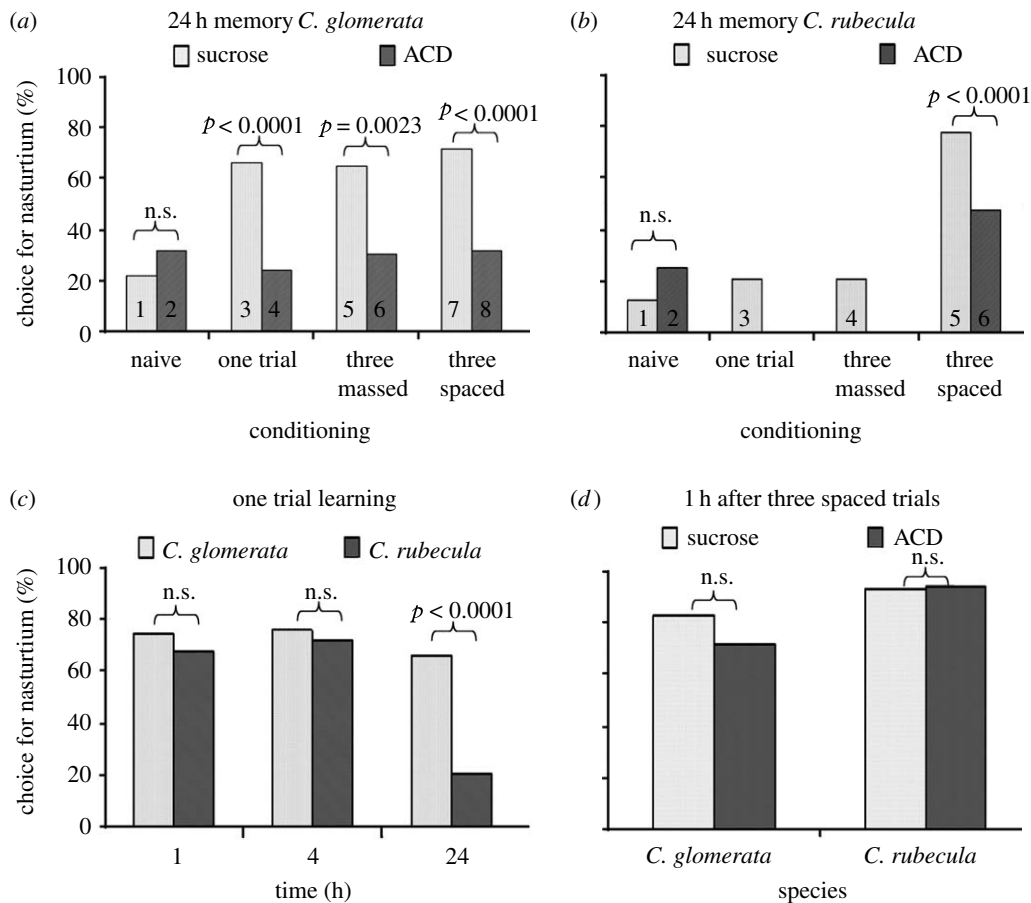 (a) 24 h memory C. glomerata
sucrose ACD
choice for nasturtium (%)
100
80
60
40
20
0
n.s.
p < 0.0001
p = 0.0023
p < 0.0001
1 2 3 4 5 6 7 8
naive one trial three massed three spaced
conditioning
(b) 24 h memory C. rubecula
sucrose ACD
n.s.
p < 0.0001
1 2 3 4 5 6
naive one trial three massed three spaced
conditioning
(c) one trial learning
C. glomerata C. rubecula
choice for nasturtium (%)
100
80
60
40
20
0
n.s.
n.s.
p < 0.0001
1 4 24
time (h)
(d) 1 h after three spaced trials
sucrose ACD
n.s.
n.s.
C. glomerata C. rubecula
species